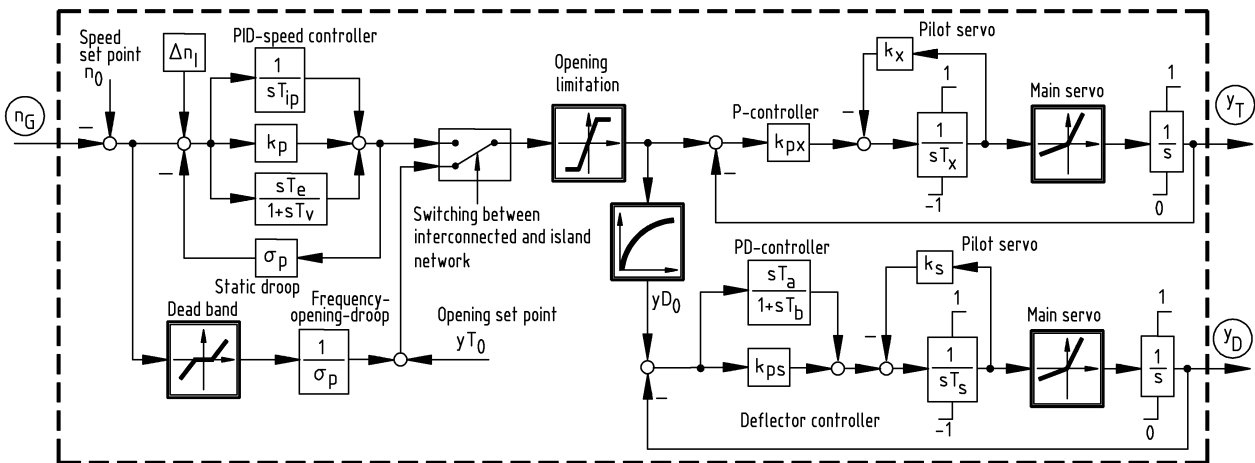 Speed
set point
n0
nG
−
ΔnI
−
PID-speed controller
1
sTip
kp
sTe
1+sTv
σp
Static droop
Dead band
Frequency-
opening-droop
1
σp
Opening set point
yT0
Switching between
interconnected and island
network
Opening
limitation
yD0
−
P-controller
kpx
−
Pilot servo
kx
1
1
sTx
-1
Main servo
1
1
s
0
yT
−
PD-controller
sTa
1+sTb
kps
Deflector controller
−
Pilot servo
ks
1
1
sTs
-1
Main servo
1
1
s
0
yD